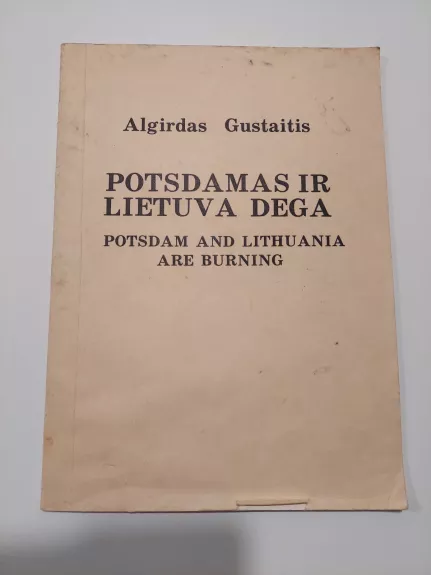 Algirdas Gustaitis
POTSDAMAS IR
LIETUVA DEGA
POTSDAM AND LITHUANIA
ARE BURNING